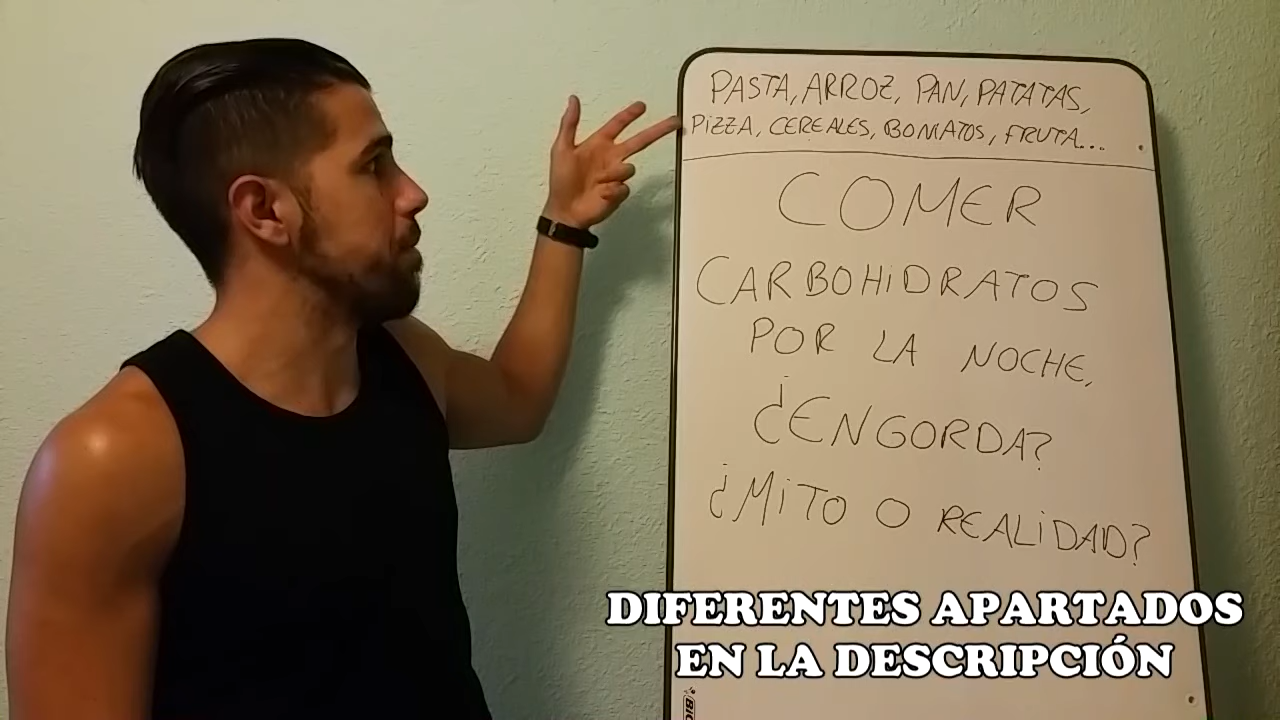 PASTA, ARROZ, PAN, PATATAS,
PIZZA, CEREALES, BONIATOS, FRUTA...
COMER
CARBOHiDRATOS
POR LA NOCHE,
¿ENGORDA?
¿MiTO O REALiDAD?
DIFERENTES APARTADOS
EN LA DESCRIPCIÓN
BIC